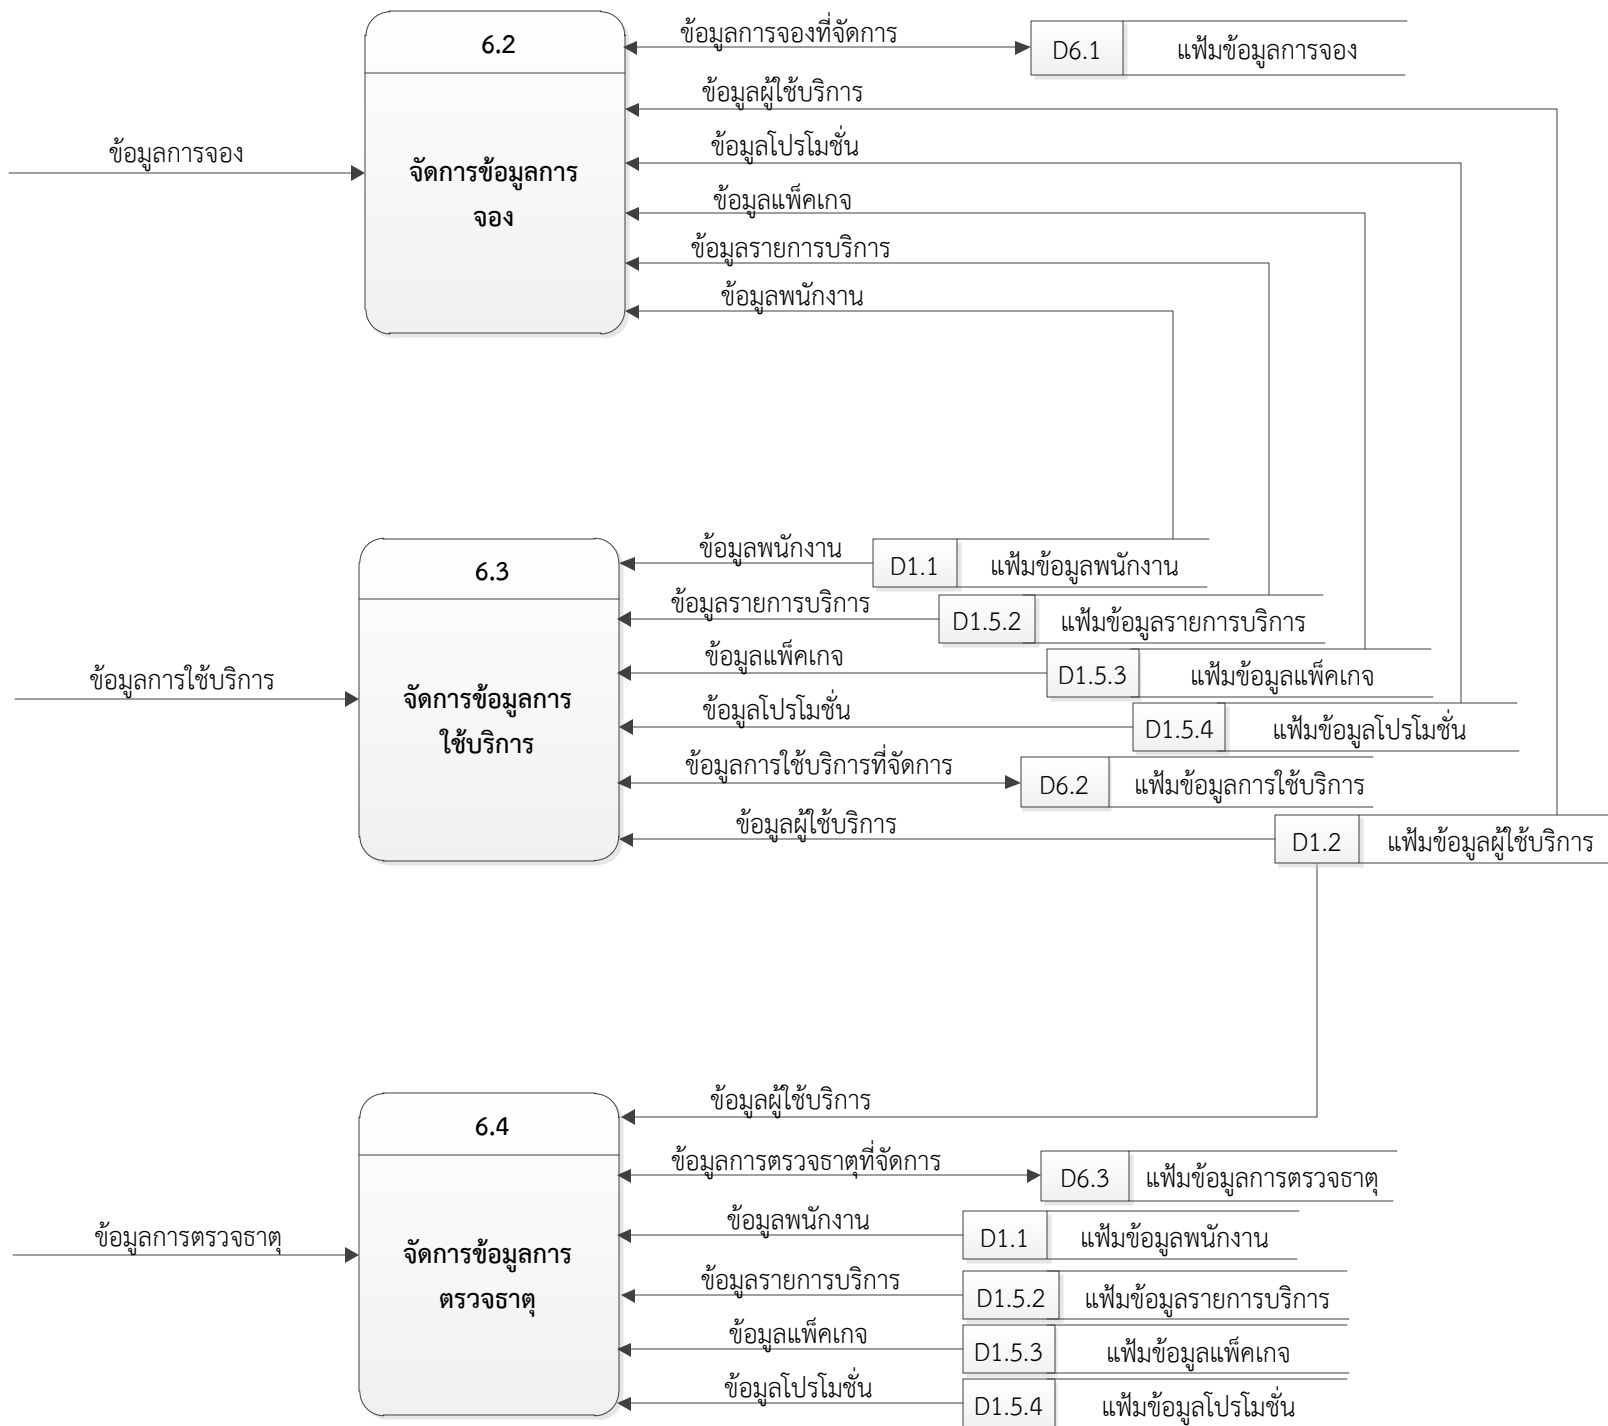 6.2
ข้อมูลการจองที่จัดการ
D6.1 แฟ้มข้อมูลการจอง
ข้อมูลผู้ใช้บริการ
ข้อมูลการจอง
ข้อมูลโปรโมชั่น
จัดการข้อมูลการ
จอง
ข้อมูลแพ็คเกจ
ข้อมูลรายการบริการ
ข้อมูลพนักงาน
6.3
ข้อมูลพนักงาน
D1.1 แฟ้มข้อมูลพนักงาน
ข้อมูลรายการบริการ
D1.5.2 แฟ้มข้อมูลรายการบริการ
ข้อมูลการใช้บริการ
ข้อมูลแพ็คเกจ
D1.5.3 แฟ้มข้อมูลแพ็คเกจ
จัดการข้อมูลการ
ใช้บริการ
ข้อมูลโปรโมชั่น
D1.5.4 แฟ้มข้อมูลโปรโมชั่น
ข้อมูลการใช้บริการที่จัดการ
D6.2 แฟ้มข้อมูลการใช้บริการ
ข้อมูลผู้ใช้บริการ
D1.2 แฟ้มข้อมูลผู้ใช้บริการ
6.4
ข้อมูลผู้ใช้บริการ
ข้อมูลการตรวจธาตุที่จัดการ
D6.3 แฟ้มข้อมูลการตรวจธาตุ
ข้อมูลการตรวจธาตุ
จัดการข้อมูลการ
ตรวจธาตุ
ข้อมูลพนักงาน
D1.1 แฟ้มข้อมูลพนักงาน
ข้อมูลรายการบริการ
D1.5.2 แฟ้มข้อมูลรายการบริการ
ข้อมูลแพ็คเกจ
D1.5.3 แฟ้มข้อมูลแพ็คเกจ
ข้อมูลโปรโมชั่น
D1.5.4 แฟ้มข้อมูลโปรโมชั่น